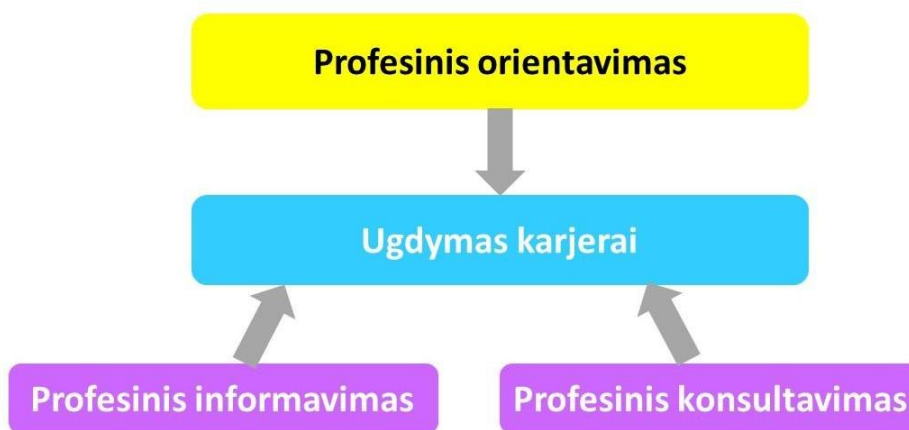 Profesinis orientavimas
Ugdymas karjerai
Profesinis informavimas
Profesinis konsultavimas